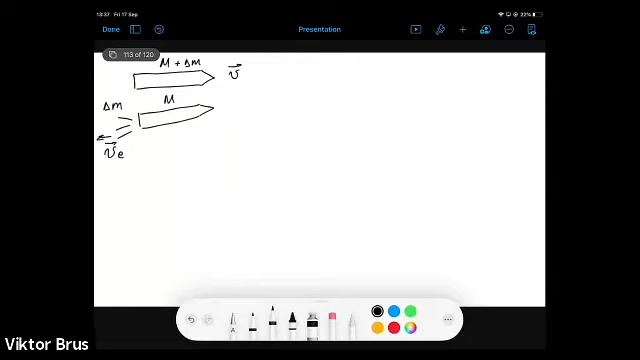 13:37 Fri 17 Sep
22%
Done
Presentation
113 of 120
M + Δm
v⃗
Δm
M
v⃗e
A
Viktor Brus